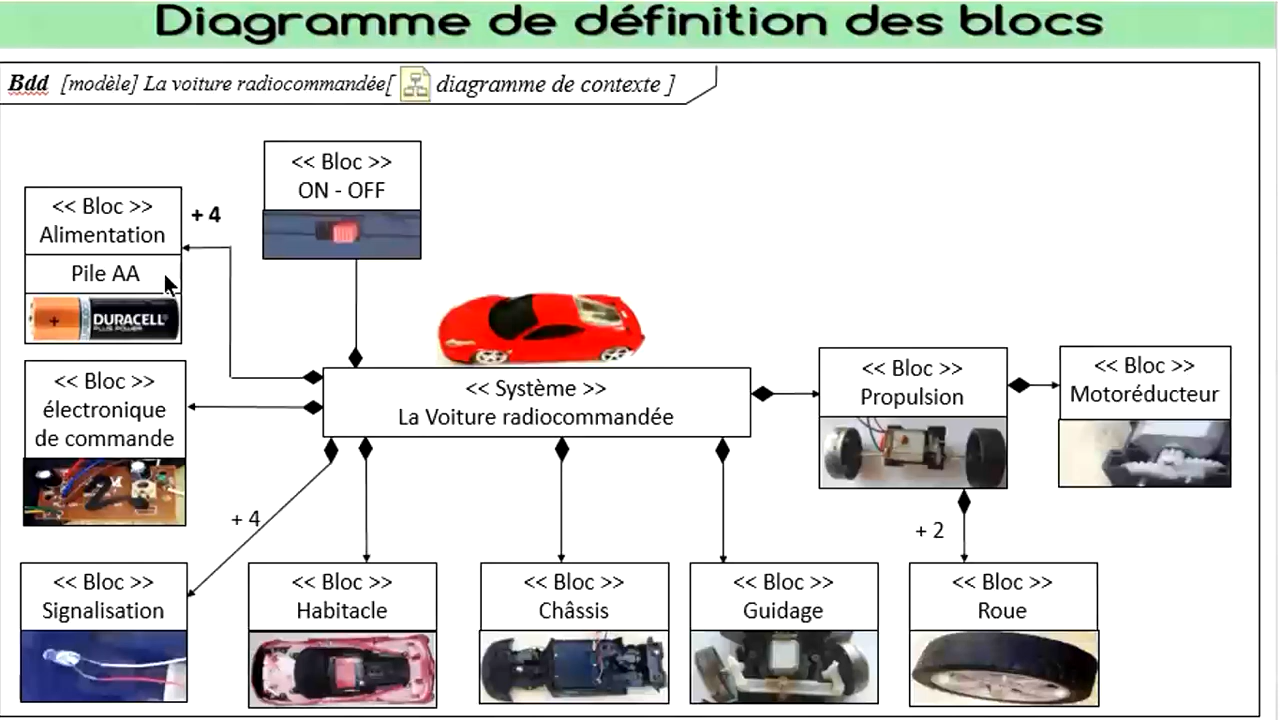 Diagramme de définition des blocs
Bdd [modèle] La voiture radiocommandée[ diagramme de contexte ]
<< Bloc >>
ON - OFF
<< Bloc >>
Alimentation
Pile AA
+ 4
+
DURACELL
PLUS POWER
<< Système >>
La Voiture radiocommandée
<< Bloc >>
Propulsion
<< Bloc >>
Motoréducteur
<< Bloc >>
électronique
de commande
+ 4
+ 2
<< Bloc >>
Signalisation
<< Bloc >>
Habitacle
<< Bloc >>
Châssis
<< Bloc >>
Guidage
<< Bloc >>
Roue